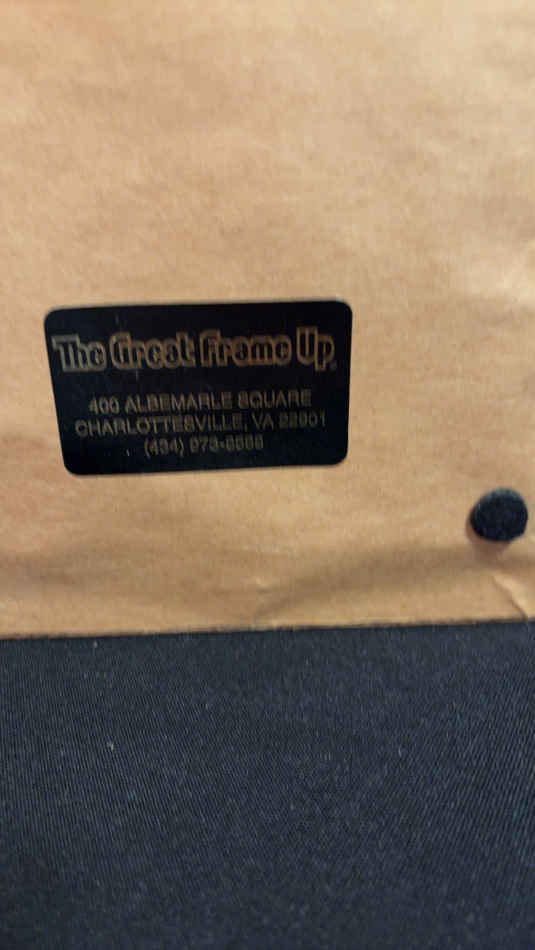 The Great Frame Up
400 ALBEMARLE SQUARE
CHARLOTTESVILLE, VA 22901
(434)